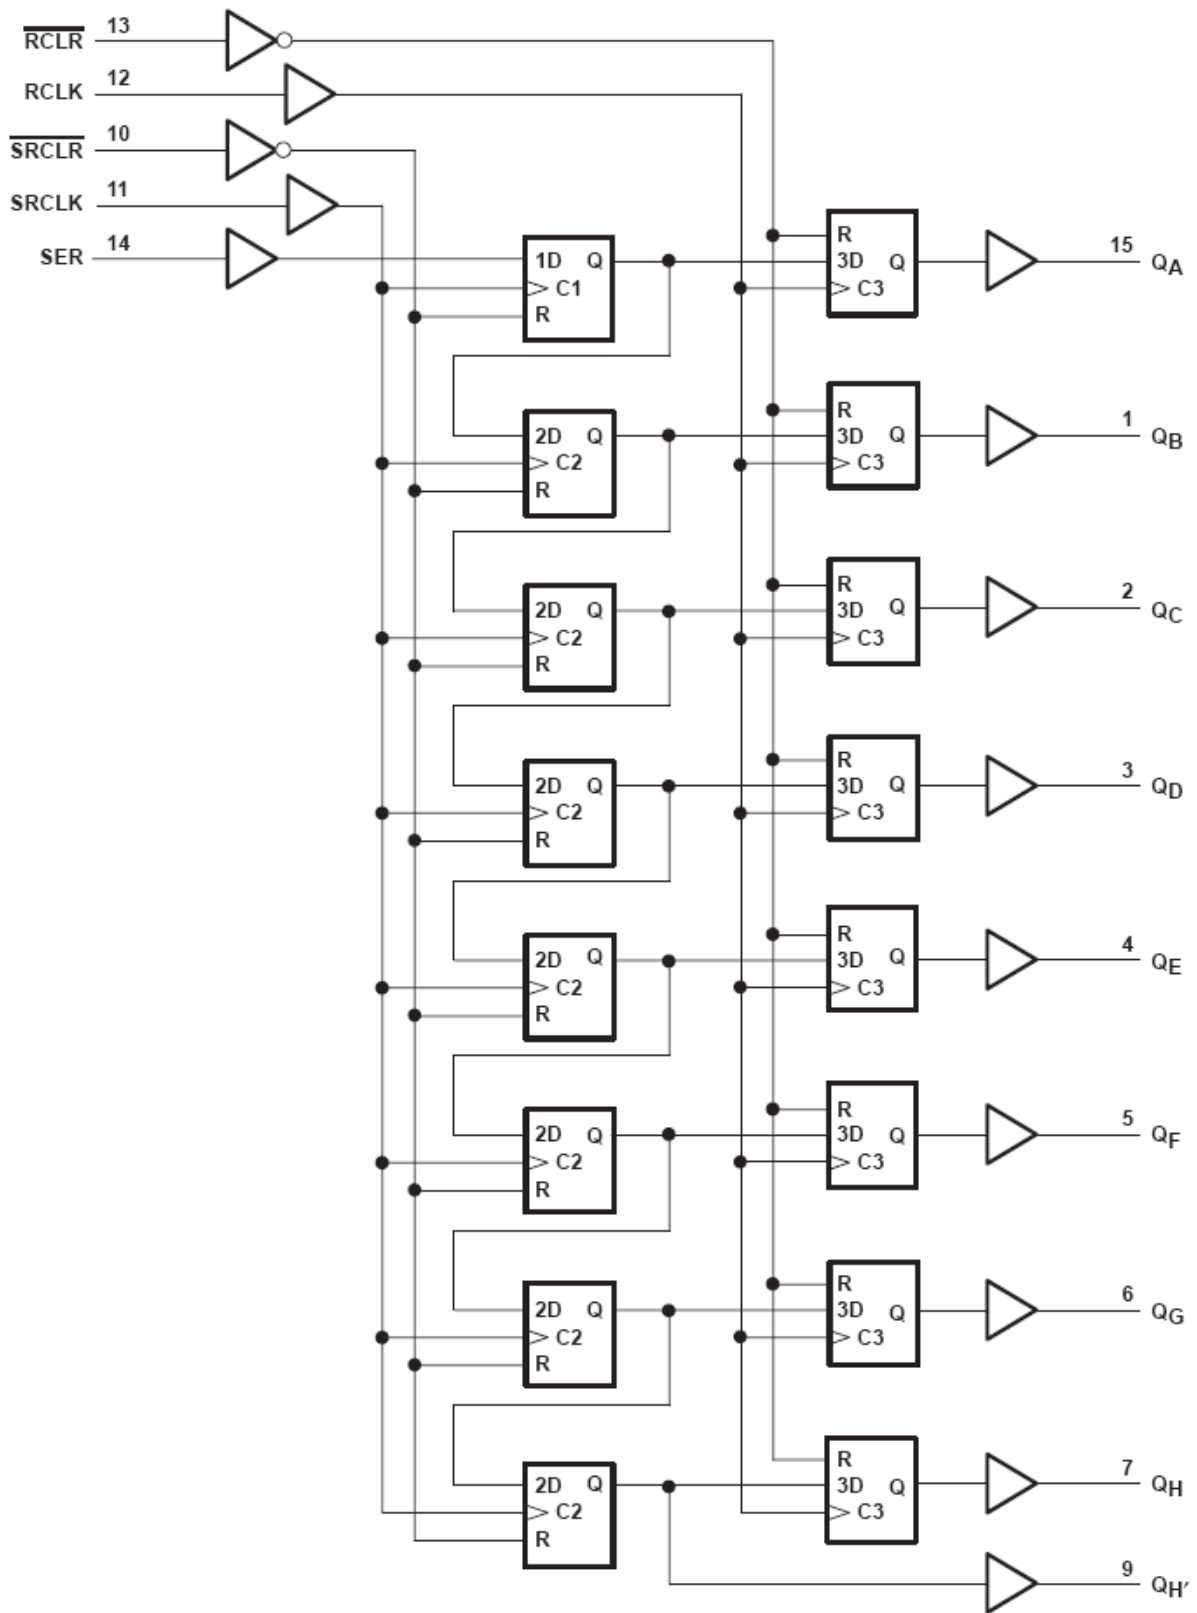 R̅C̅L̅R̅ 13
RCLK 12
S̅R̅C̅L̅R̅ 10
SRCLK 11
SER 14
1D Q
C1
R
R
3D Q
C3
15 QA
2D Q
C2
R
R
3D Q
C3
1 QB
2D Q
C2
R
R
3D Q
C3
2 QC
2D Q
C2
R
R
3D Q
C3
3 QD
2D Q
C2
R
R
3D Q
C3
4 QE
2D Q
C2
R
R
3D Q
C3
5 QF
2D Q
C2
R
R
3D Q
C3
6 QG
2D Q
C2
R
R
3D Q
C3
7 QH
9 QH′